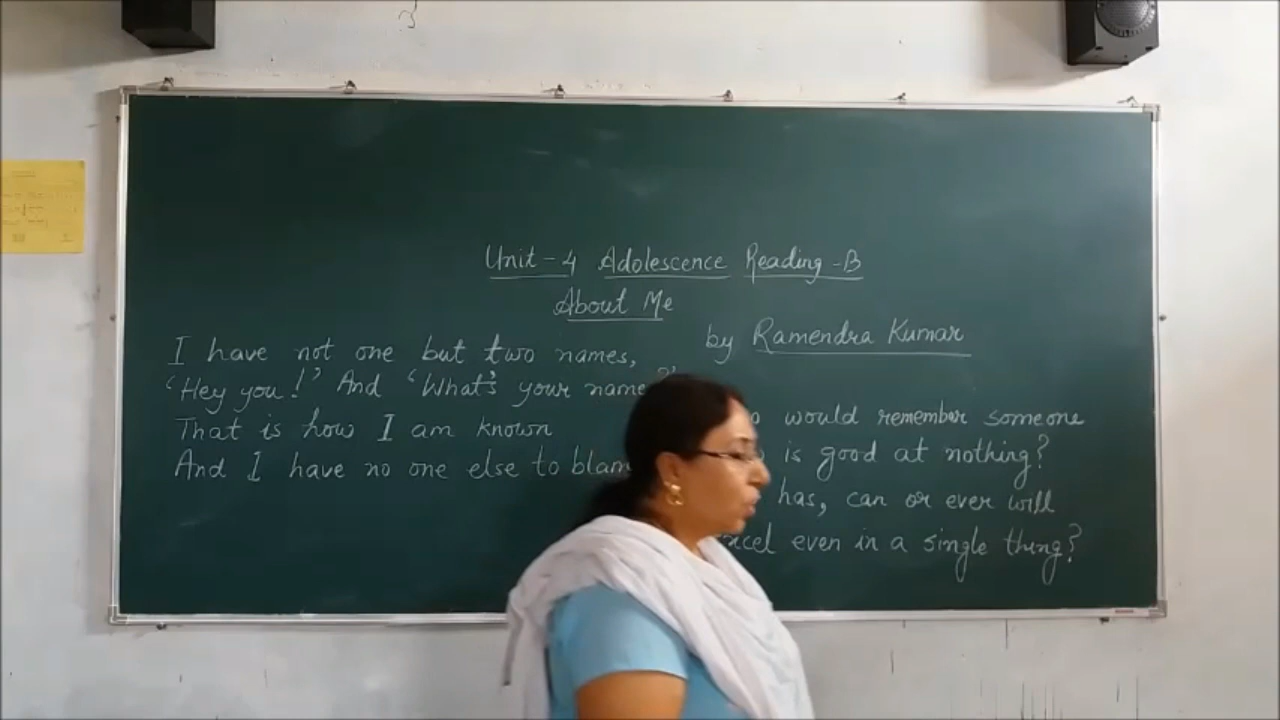 Unit-4 Adolescence Reading-B
About Me
by Ramendra Kumar
I have not one but two names,
'Hey you!' And 'What's your name?'
That is how I am known
And I have no one else to
would remember someone
is good at nothing?
has, can or ever will
even in a single thing?